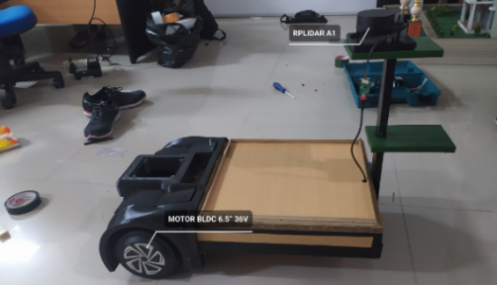 RPLIDAR A1
MOTOR BLDC 6.5" 36V